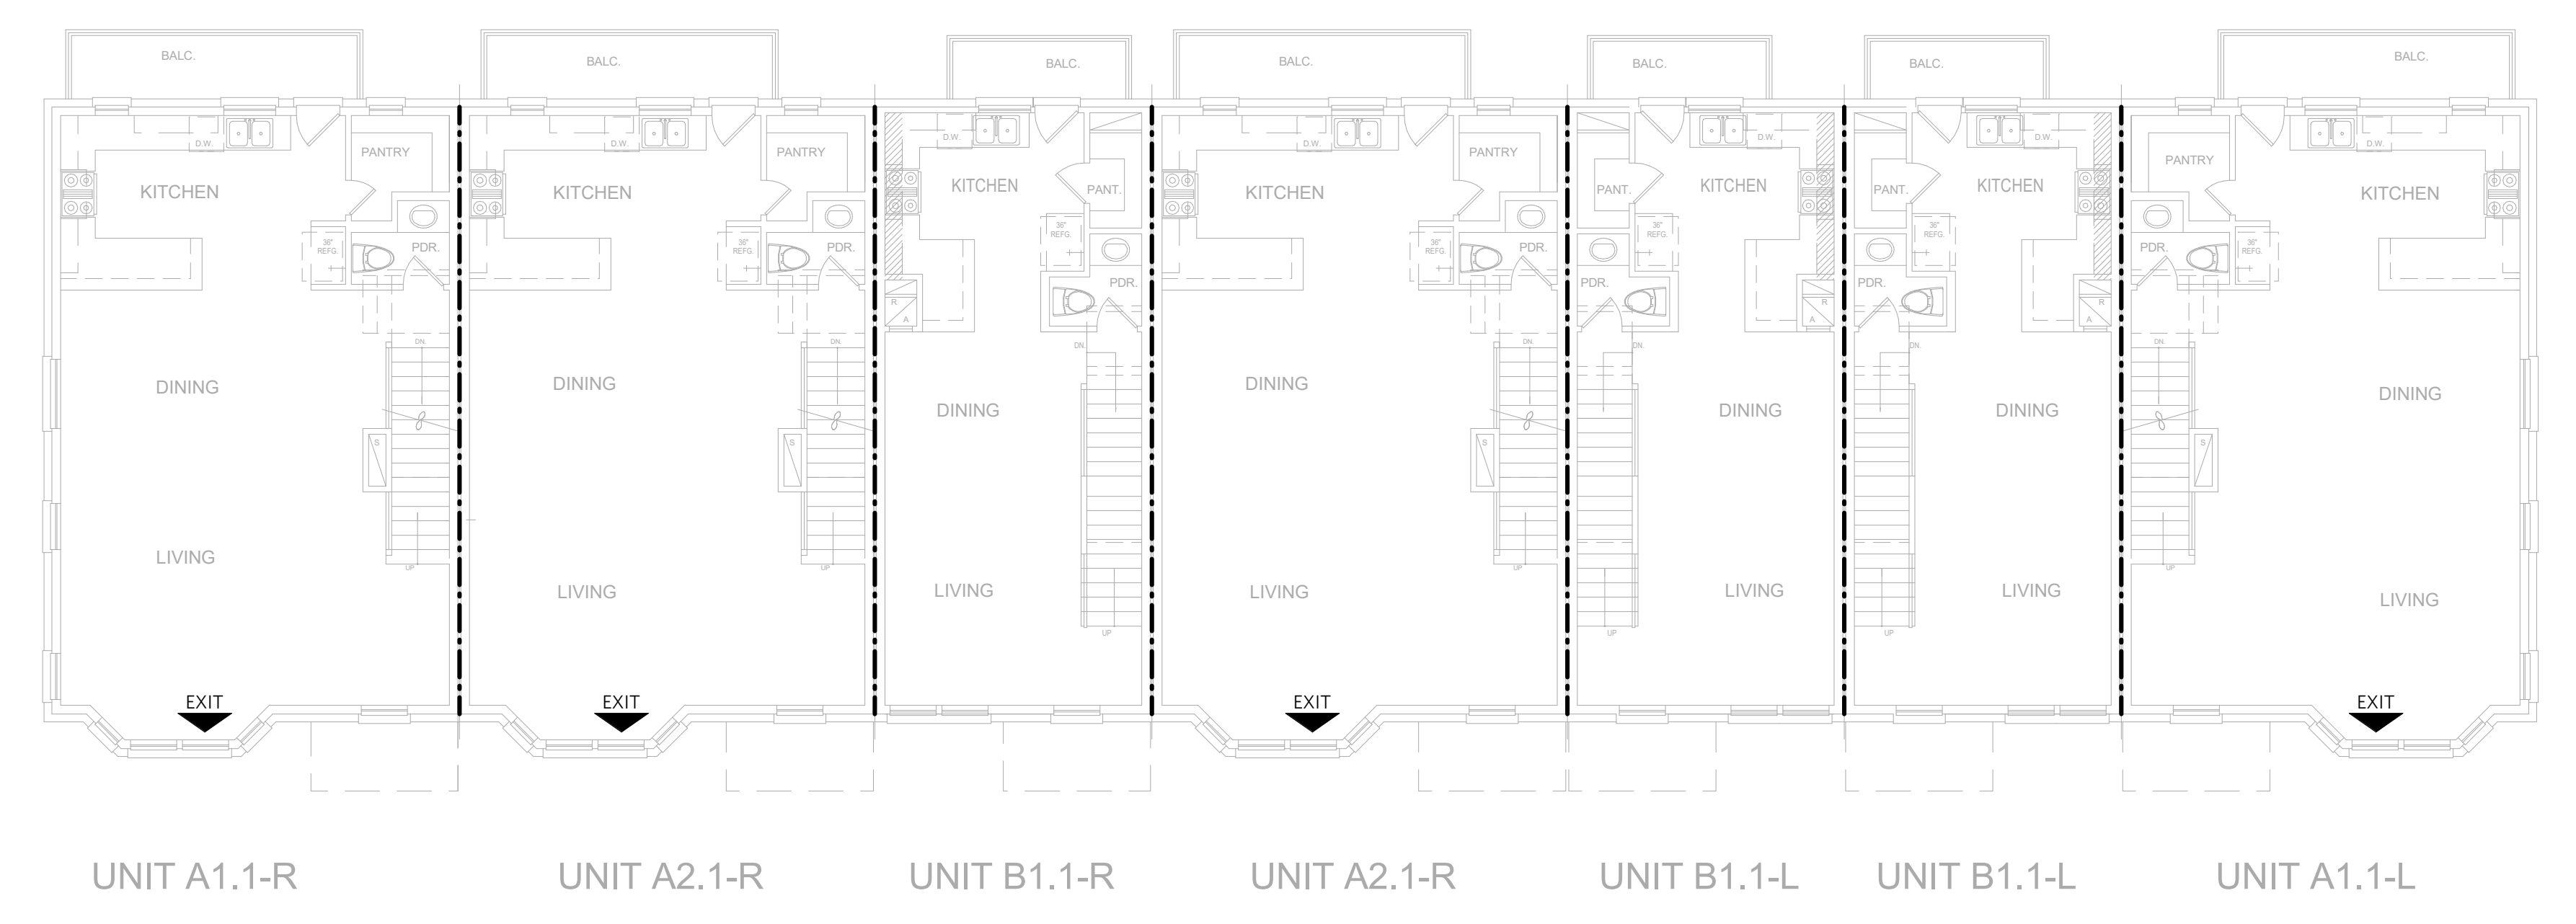 BALC.
BALC.
BALC.
BALC.
BALC.
BALC.
BALC.
D.W.
D.W.
D.W.
D.W.
D.W.
D.W.
D.W.
PANTRY
PANTRY
PANTRY
PANTRY
KITCHEN
KITCHEN
KITCHEN
KITCHEN
KITCHEN
KITCHEN
KITCHEN
PANT.
PANT.
PANT.
36"
REFG.
36"
REFG.
36"
REFG.
36"
REFG.
36"
REFG.
36"
REFG.
36"
REFG.
PDR.
PDR.
PDR.
PDR.
PDR.
PDR.
PDR.
R
A
R
A
R
A
DN.
DN.
DN.
DN.
DN.
DN.
DN.
DINING
DINING
DINING
DINING
DINING
DINING
DINING
S
S
S
S
LIVING
LIVING
LIVING
LIVING
LIVING
LIVING
LIVING
UP
UP
UP
UP
UP
UP
UP
EXIT
EXIT
EXIT
EXIT
UNIT A1.1-R
UNIT A2.1-R
UNIT B1.1-R
UNIT A2.1-R
UNIT B1.1-L
UNIT B1.1-L
UNIT A1.1-L